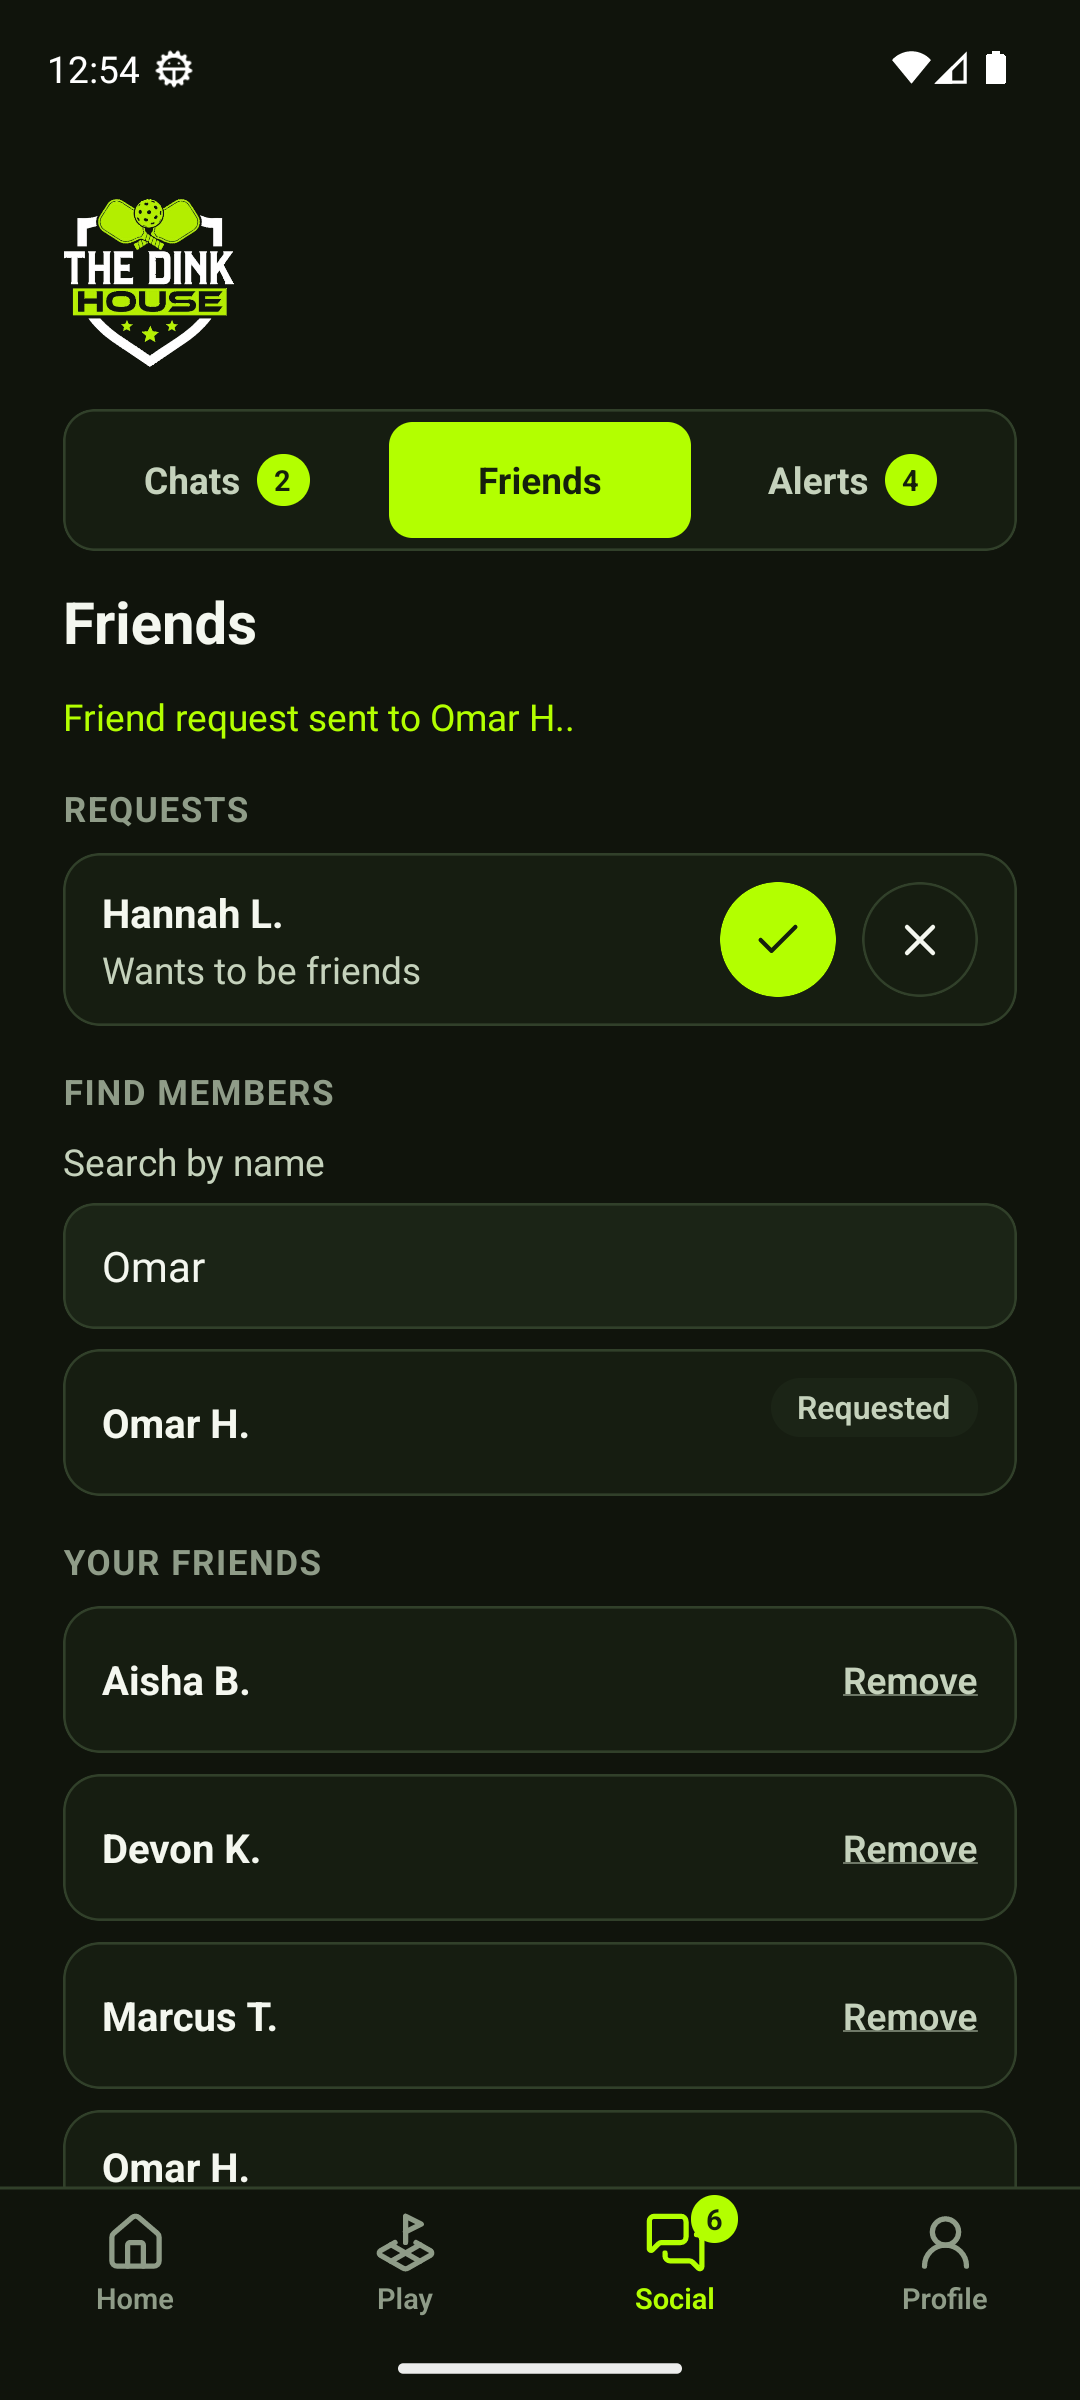 12:54
THE DINK
HOUSE
Chats 2
Friends
Alerts 4
Friends
Friend request sent to Omar H..
REQUESTS
Hannah L.
Wants to be friends
FIND MEMBERS
Search by name
Omar
Omar H.
Requested
YOUR FRIENDS
Aisha B.
Remove
Devon K.
Remove
Marcus T.
Remove
Omar H.
6
Home
Play
Social
Profile